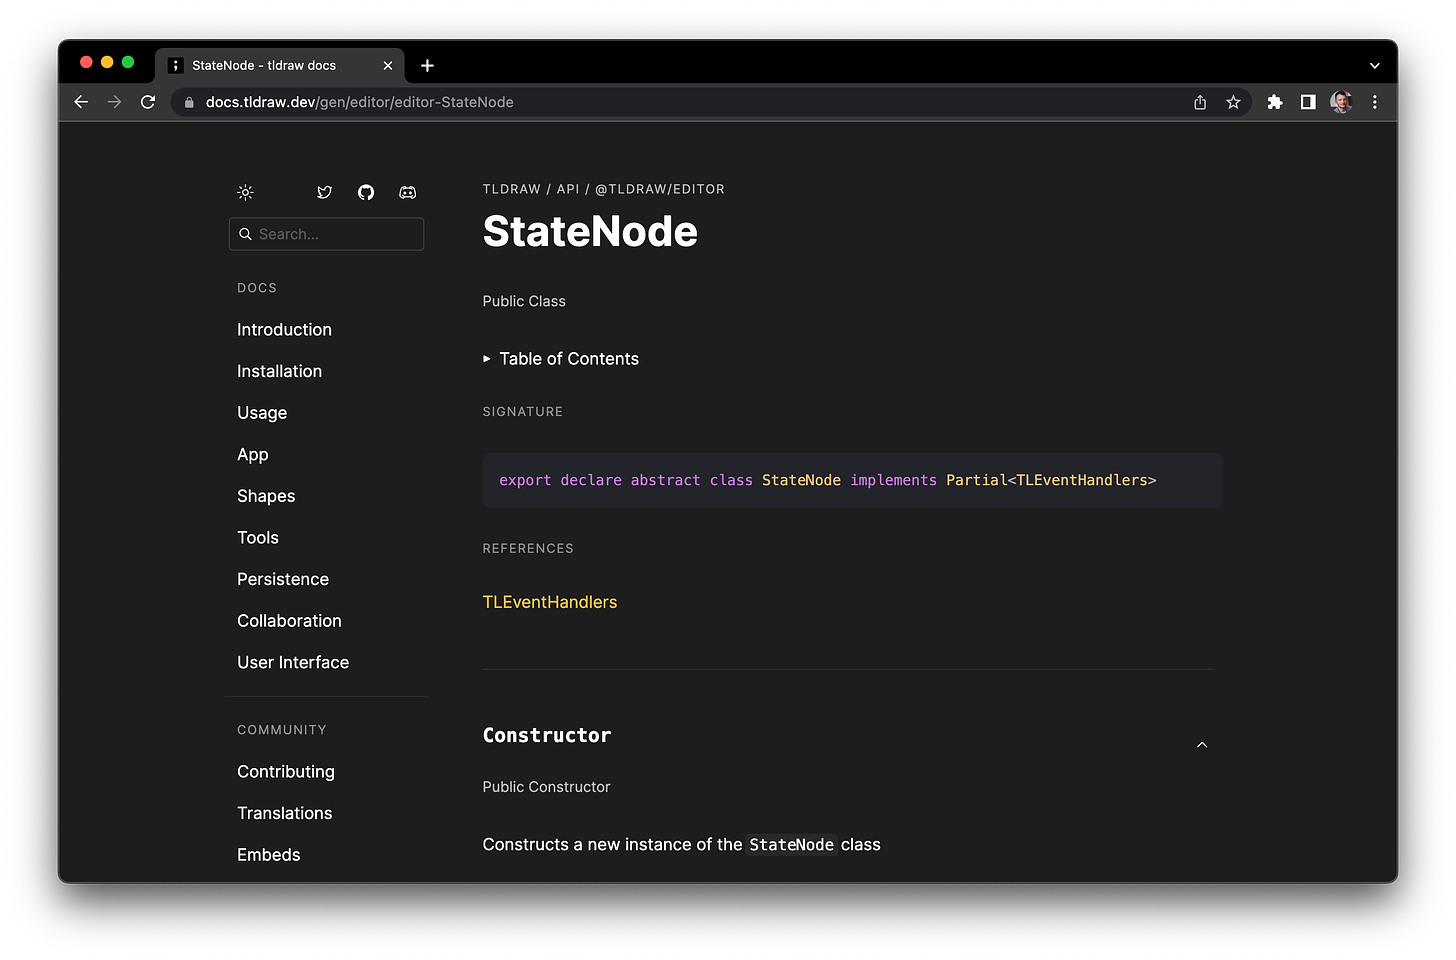 StateNode - tldraw docs
docs.tldraw.dev/gen/editor/editor-StateNode
Search...
DOCS
Introduction
Installation
Usage
App
Shapes
Tools
Persistence
Collaboration
User Interface
COMMUNITY
Contributing
Translations
Embeds
TLDRAW / API / @TLDRAW/EDITOR
StateNode
Public Class
Table of Contents
SIGNATURE
export declare abstract class StateNode implements Partial<TLEventHandlers>
REFERENCES
TLEventHandlers
Constructor
Public Constructor
Constructs a new instance of the StateNode class